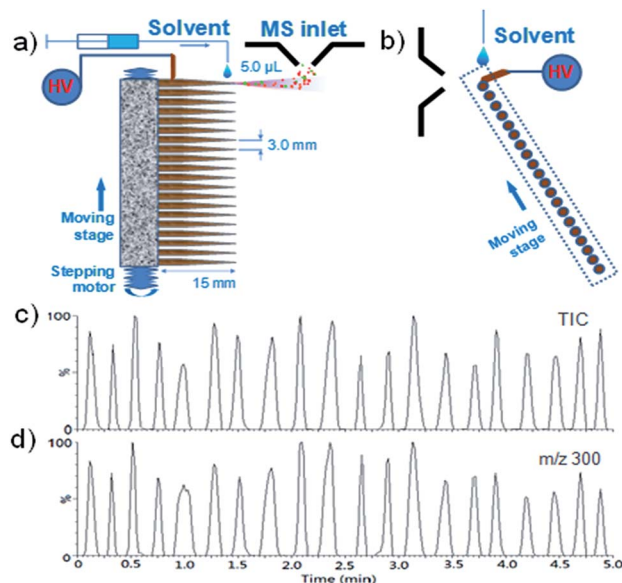 a)
Solvent
MS inlet
5.0 µL
HV
3.0 mm
Moving
stage
Stepping
motor
15 mm
b)
Solvent
HV
Moving
stage
c)
100
%
0
TIC
d)
100
%
0
m/z 300
0 0.5 1.0 1.5 2.0 2.5 3.0 3.5 4.0 4.5 5.0
Time (min)